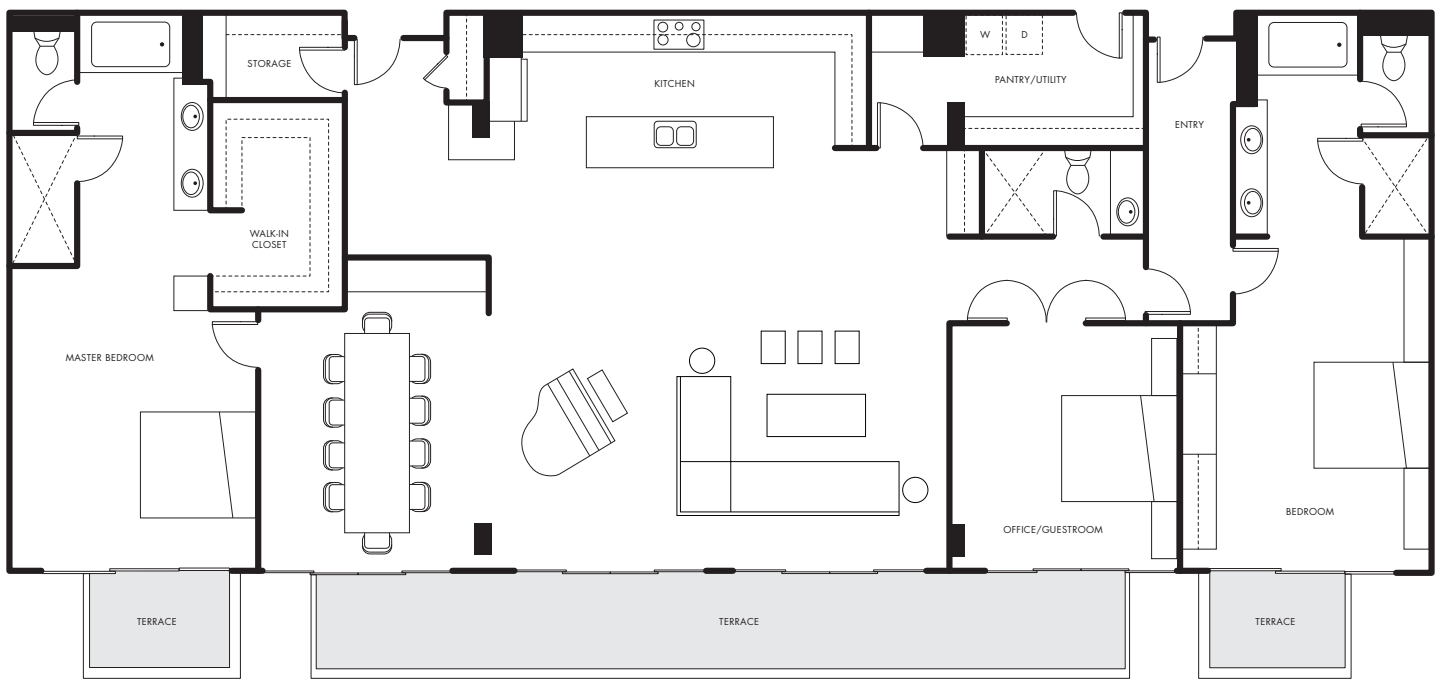 W
D
STORAGE
KITCHEN
PANTRY/UTILITY
ENTRY
WALK-IN
CLOSET
MASTER BEDROOM
BEDROOM
OFFICE/GUESTROOM
TERRACE
TERRACE
TERRACE